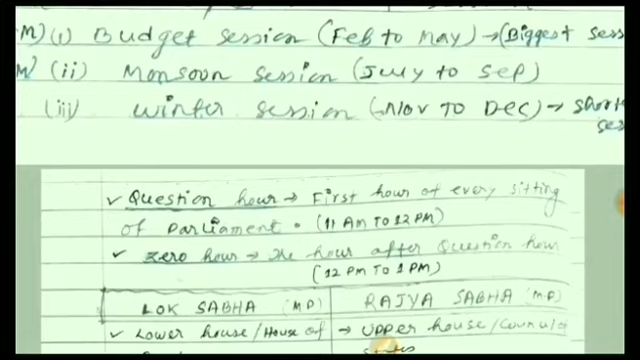 M) (i) Budget session (Feb to May) → (Biggest sess
M) (ii) Monsoon session (July to Sep)
(iii) winter session (Nov TO Dec) → short
ses
✓ Question hour → First hour of every sitting
of Parliament. (11 AM TO 12 PM)
✓ zero hour → the hour after Question hour
(12 PM TO 1 PM)
LOK SABHA (M.P)
RAJYA SABHA (M.P)
✓ Lower house/House of
→ UPPER house/Council of